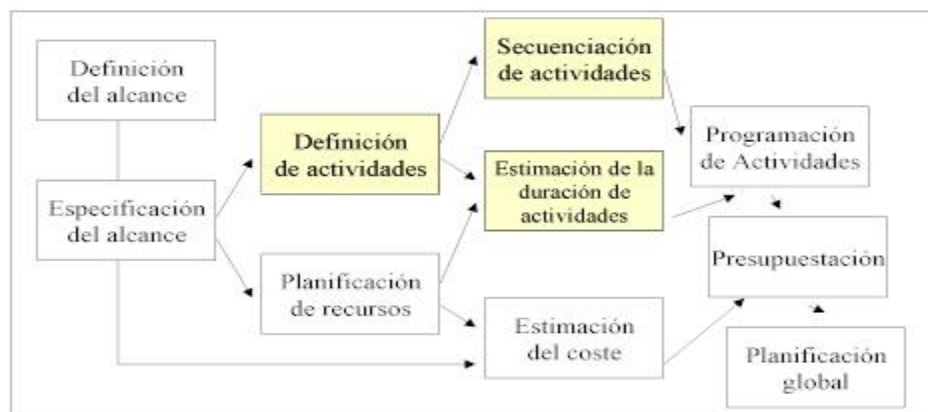 Definición
del alcance
Especificación
del alcance
Definición
de actividades
Planificación
de recursos
Secuenciación
de actividades
Estimación de la
duración de
actividades
Estimación
del coste
Programación
de Actividades
Presupuestación
Planificación
global